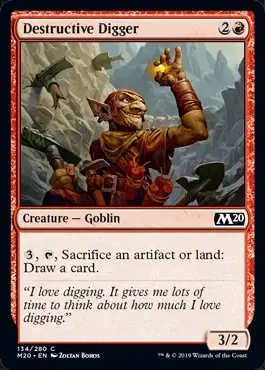 Destructive Digger 2
Creature — Goblin M20
3, , Sacrifice an artifact or land:
Draw a card.
"I love digging. It gives me lots of
time to think about how much I love
digging."
3/2
134/280 C
M20 • EN Zoltan Boros ™ & © 2019 Wizards of the Coast